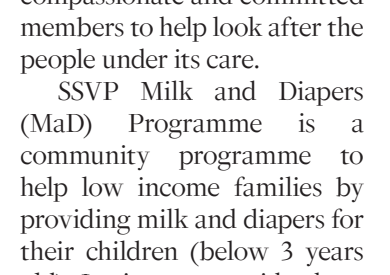 compassionate and committed
members to help look after the
people under its care.
SSVP Milk and Diapers
(MaD) Programme is a
community programme to
help low income families by
providing milk and diapers for
their children (below 3 years